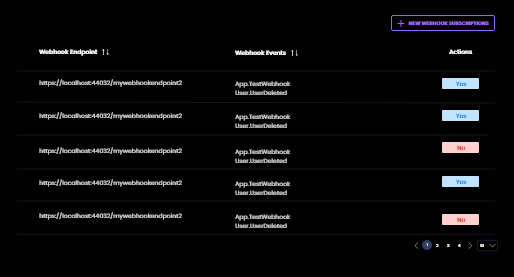 NEW WEBHOOK SUBSCRIPTIONS
Webhook Endpoint Webhook Events Actions
https://localhost:44032/mywebhookendpoint2 App.TestWebhook Yes
User.UserDeleted
https://localhost:44032/mywebhookendpoint2 App.TestWebhook Yes
User.UserDeleted
https://localhost:44032/mywebhookendpoint2 App.TestWebhook No
User.UserDeleted
https://localhost:44032/mywebhookendpoint2 App.TestWebhook Yes
User.UserDeleted
https://localhost:44032/mywebhookendpoint2 App.TestWebhook No
User.UserDeleted
1 2 3 4 10